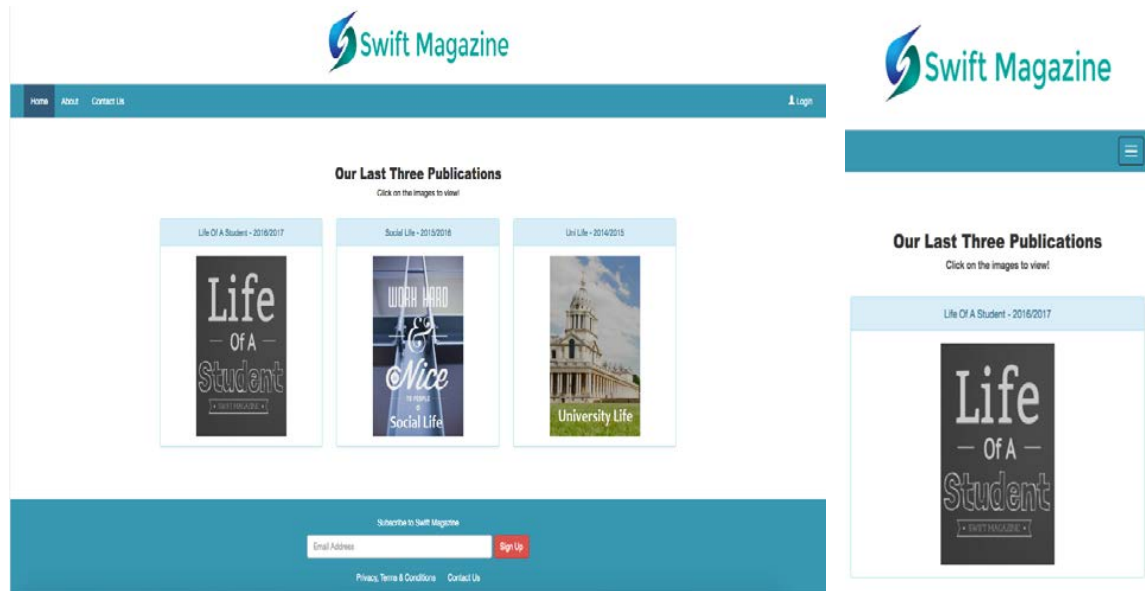 Swift Magazine
Home About Contact Us Login
Our Last Three Publications
Click on the images to view!
Life Of A Student - 2016/2017
Social Life - 2015/2016
Uni Life - 2014/2015
Life
OF A
Student
SWIFT MAGAZINE
WORK HARD
&
Nice
TO PEOPLE
Social Life
University Life
Subscribe to Swift Magazine
Email Address Sign Up
Privacy, Terms & Conditions Contact Us
Swift Magazine
Our Last Three Publications
Click on the images to view!
Life Of A Student - 2016/2017
Life
OF A
Student
SWIFT MAGAZINE